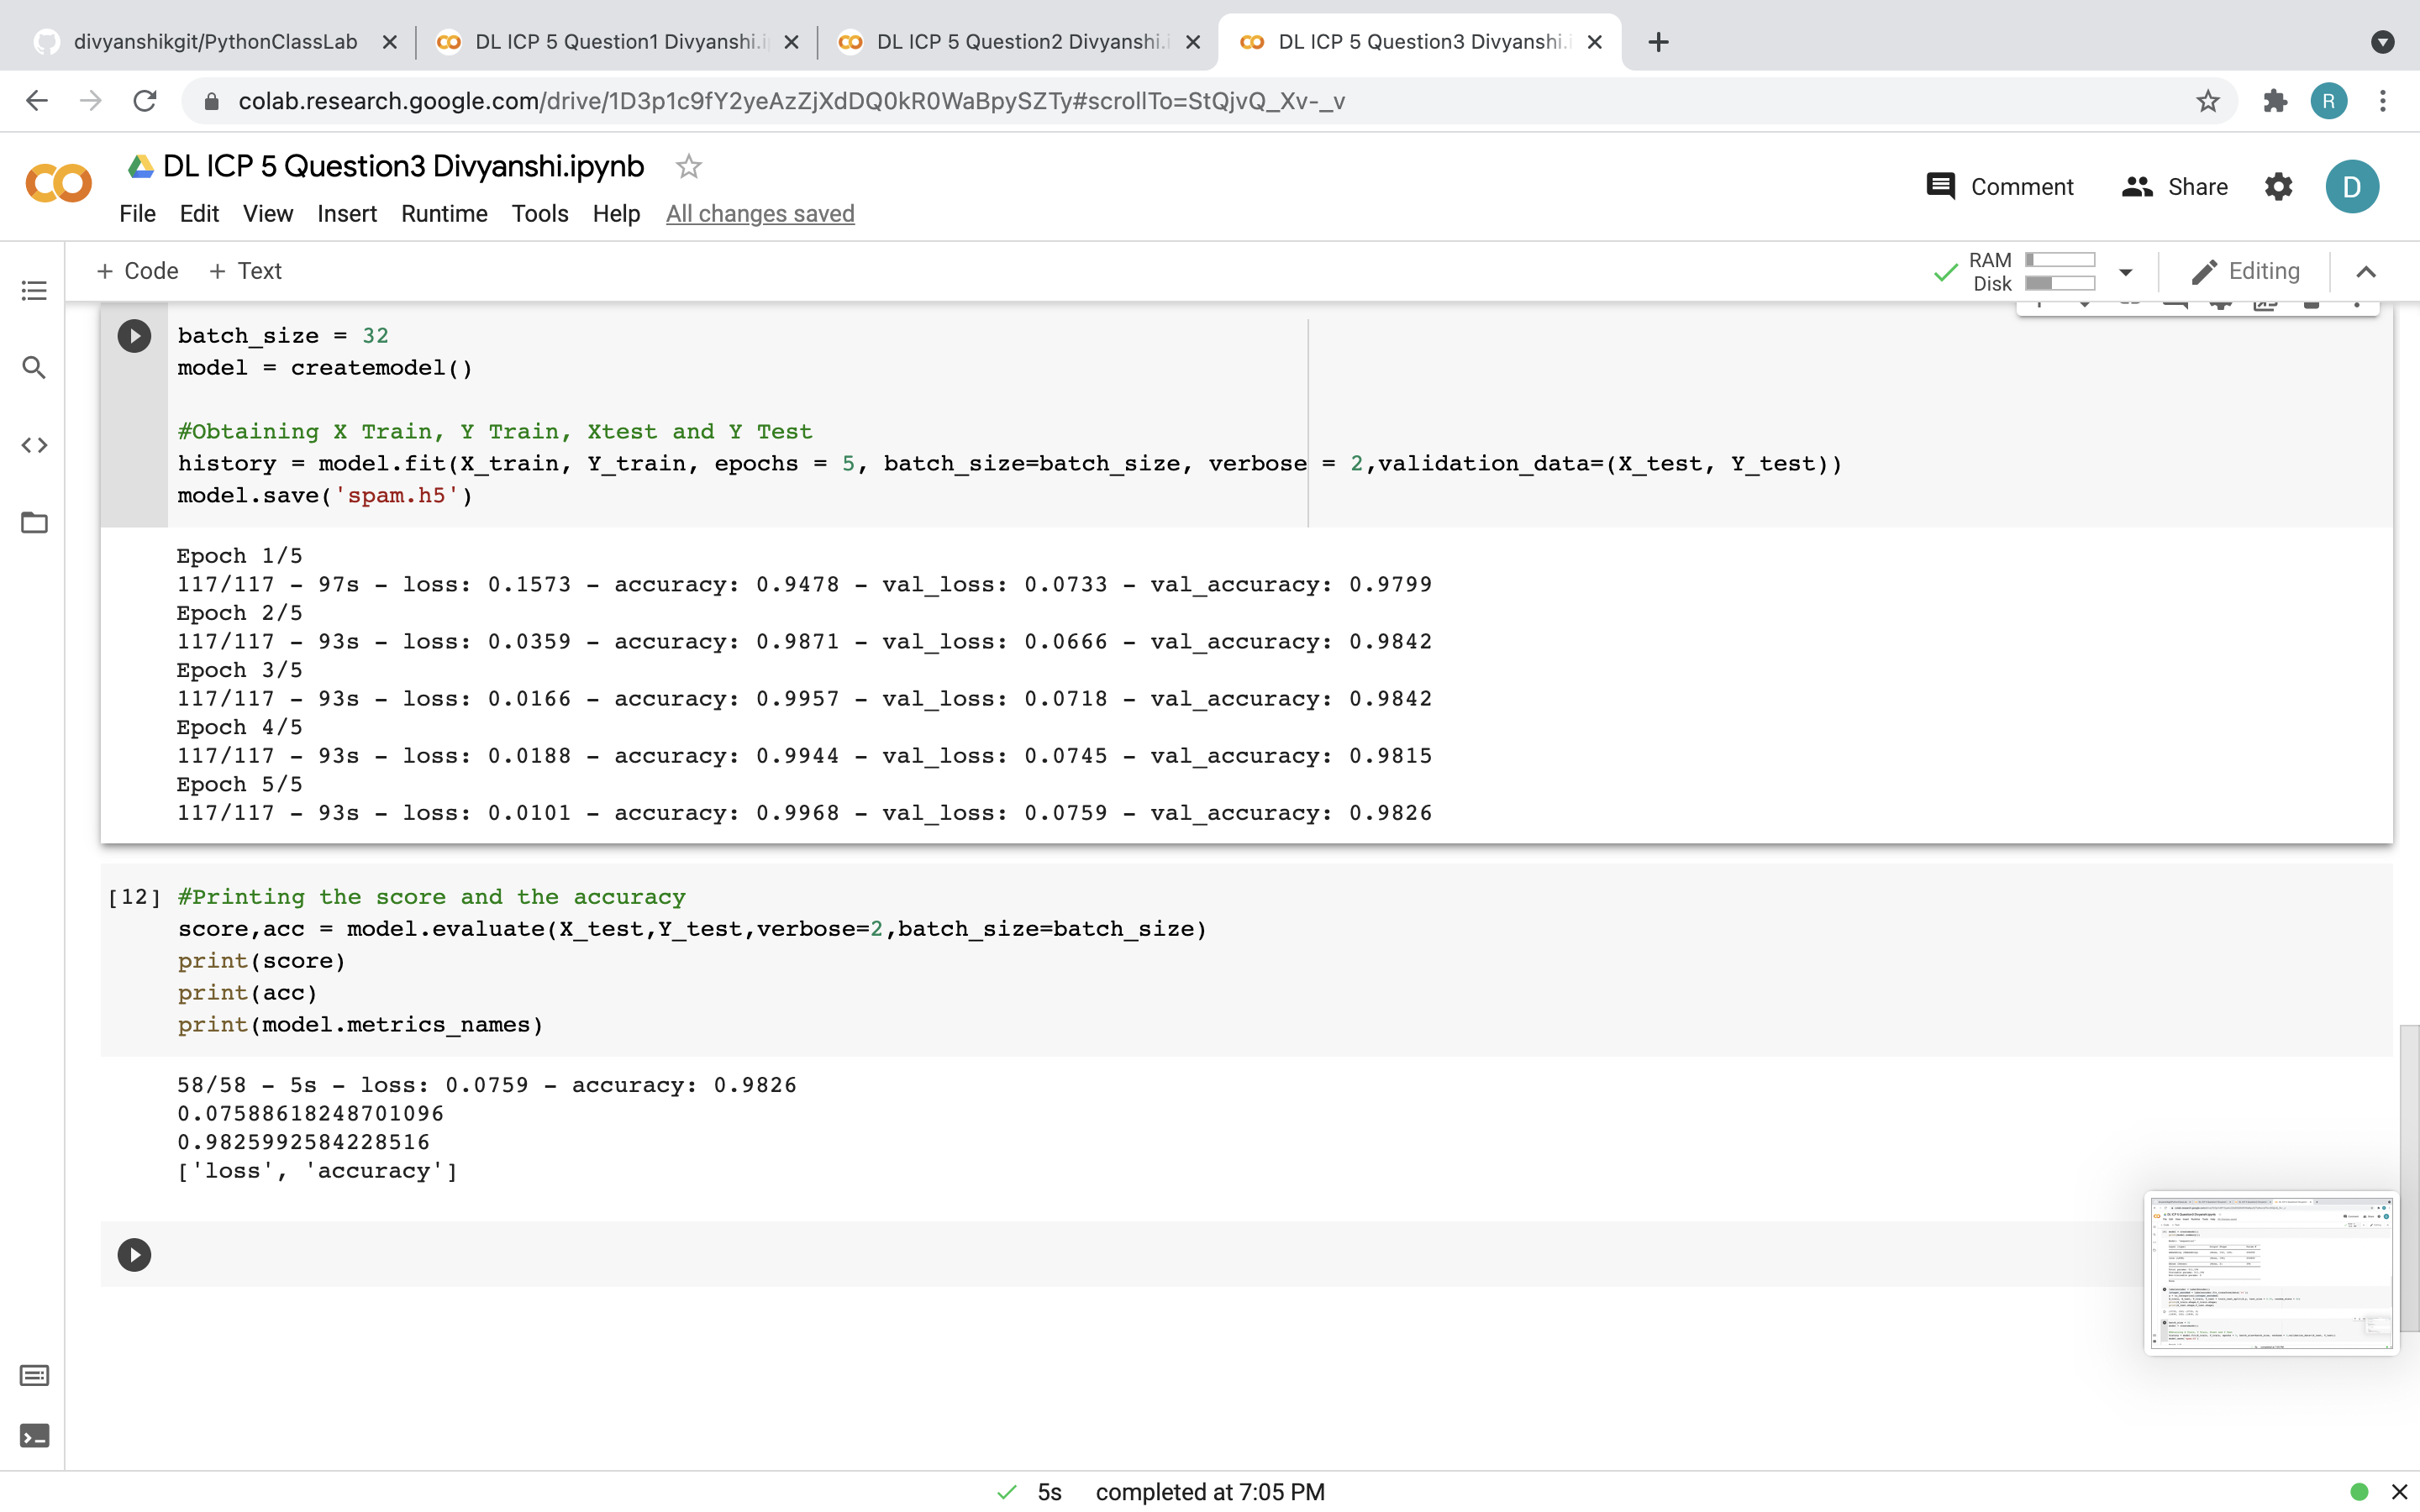 divyanshikgit/PythonClassLab
DL ICP 5 Question1 Divyanshi.i
DL ICP 5 Question2 Divyanshi.i
DL ICP 5 Question3 Divyanshi.i
colab.research.google.com/drive/1D3p1c9fY2yeAzZjXdDQ0kR0WaBpySZTy#scrollTo=StQjvQ_Xv-_v
R
DL ICP 5 Question3 Divyanshi.ipynb
Comment
Share
D
File Edit View Insert Runtime Tools Help All changes saved
+ Code + Text
RAM
Disk
Editing
batch_size = 32
model = createmodel()
#Obtaining X Train, Y Train, Xtest and Y Test
history = model.fit(X_train, Y_train, epochs = 5, batch_size=batch_size, verbose = 2,validation_data=(X_test, Y_test))
model.save('spam.h5')
Epoch 1/5
117/117 - 97s - loss: 0.1573 - accuracy: 0.9478 - val_loss: 0.0733 - val_accuracy: 0.9799
Epoch 2/5
117/117 - 93s - loss: 0.0359 - accuracy: 0.9871 - val_loss: 0.0666 - val_accuracy: 0.9842
Epoch 3/5
117/117 - 93s - loss: 0.0166 - accuracy: 0.9957 - val_loss: 0.0718 - val_accuracy: 0.9842
Epoch 4/5
117/117 - 93s - loss: 0.0188 - accuracy: 0.9944 - val_loss: 0.0745 - val_accuracy: 0.9815
Epoch 5/5
117/117 - 93s - loss: 0.0101 - accuracy: 0.9968 - val_loss: 0.0759 - val_accuracy: 0.9826
[12] #Printing the score and the accuracy
score,acc = model.evaluate(X_test,Y_test,verbose=2,batch_size=batch_size)
print(score)
print(acc)
print(model.metrics_names)
58/58 - 5s - loss: 0.0759 - accuracy: 0.9826
0.07588618248701096
0.9825992584228516
['loss', 'accuracy']
5s completed at 7:05 PM